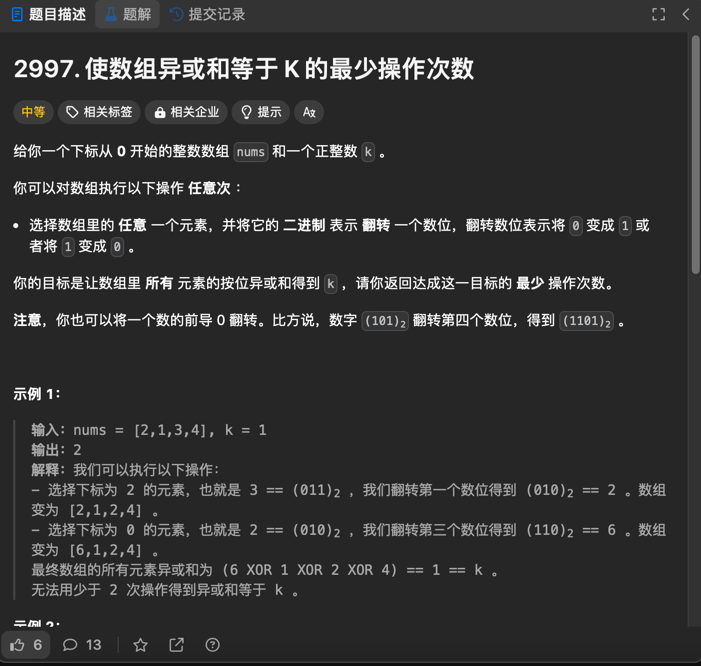 题目描述 题解 提交记录
2997. 使数组异或和等于 K 的最少操作次数
中等 相关标签 相关企业 提示 A文
给你一个下标从 0 开始的整数数组 nums 和一个正整数 k 。
你可以对数组执行以下操作 任意次 ：
• 选择数组里的 任意 一个元素，并将它的 二进制 表示 翻转 一个数位，翻转数位表示将 0 变成 1 或
者将 1 变成 0 。
你的目标是让数组里 所有 元素的按位异或和得到 k ，请你返回达成这一目标的 最少 操作次数。
注意，你也可以将一个数的前导 0 翻转。比方说，数字 (101)₂ 翻转第四个数位，得到 (1101)₂ 。
示例 1：
输入：nums = [2,1,3,4], k = 1
输出：2
解释：我们可以执行以下操作：
- 选择下标为 2 的元素，也就是 3 == (011)₂ ，我们翻转第一个数位得到 (010)₂ == 2 。数组
变为 [2,1,2,4] 。
- 选择下标为 0 的元素，也就是 2 == (010)₂ ，我们翻转第三个数位得到 (110)₂ == 6 。数组
变为 [6,1,2,4] 。
最终数组的所有元素异或和为 (6 XOR 1 XOR 2 XOR 4) == 1 == k 。
无法用少于 2 次操作得到异或和等于 k 。
示例 2：
6 13